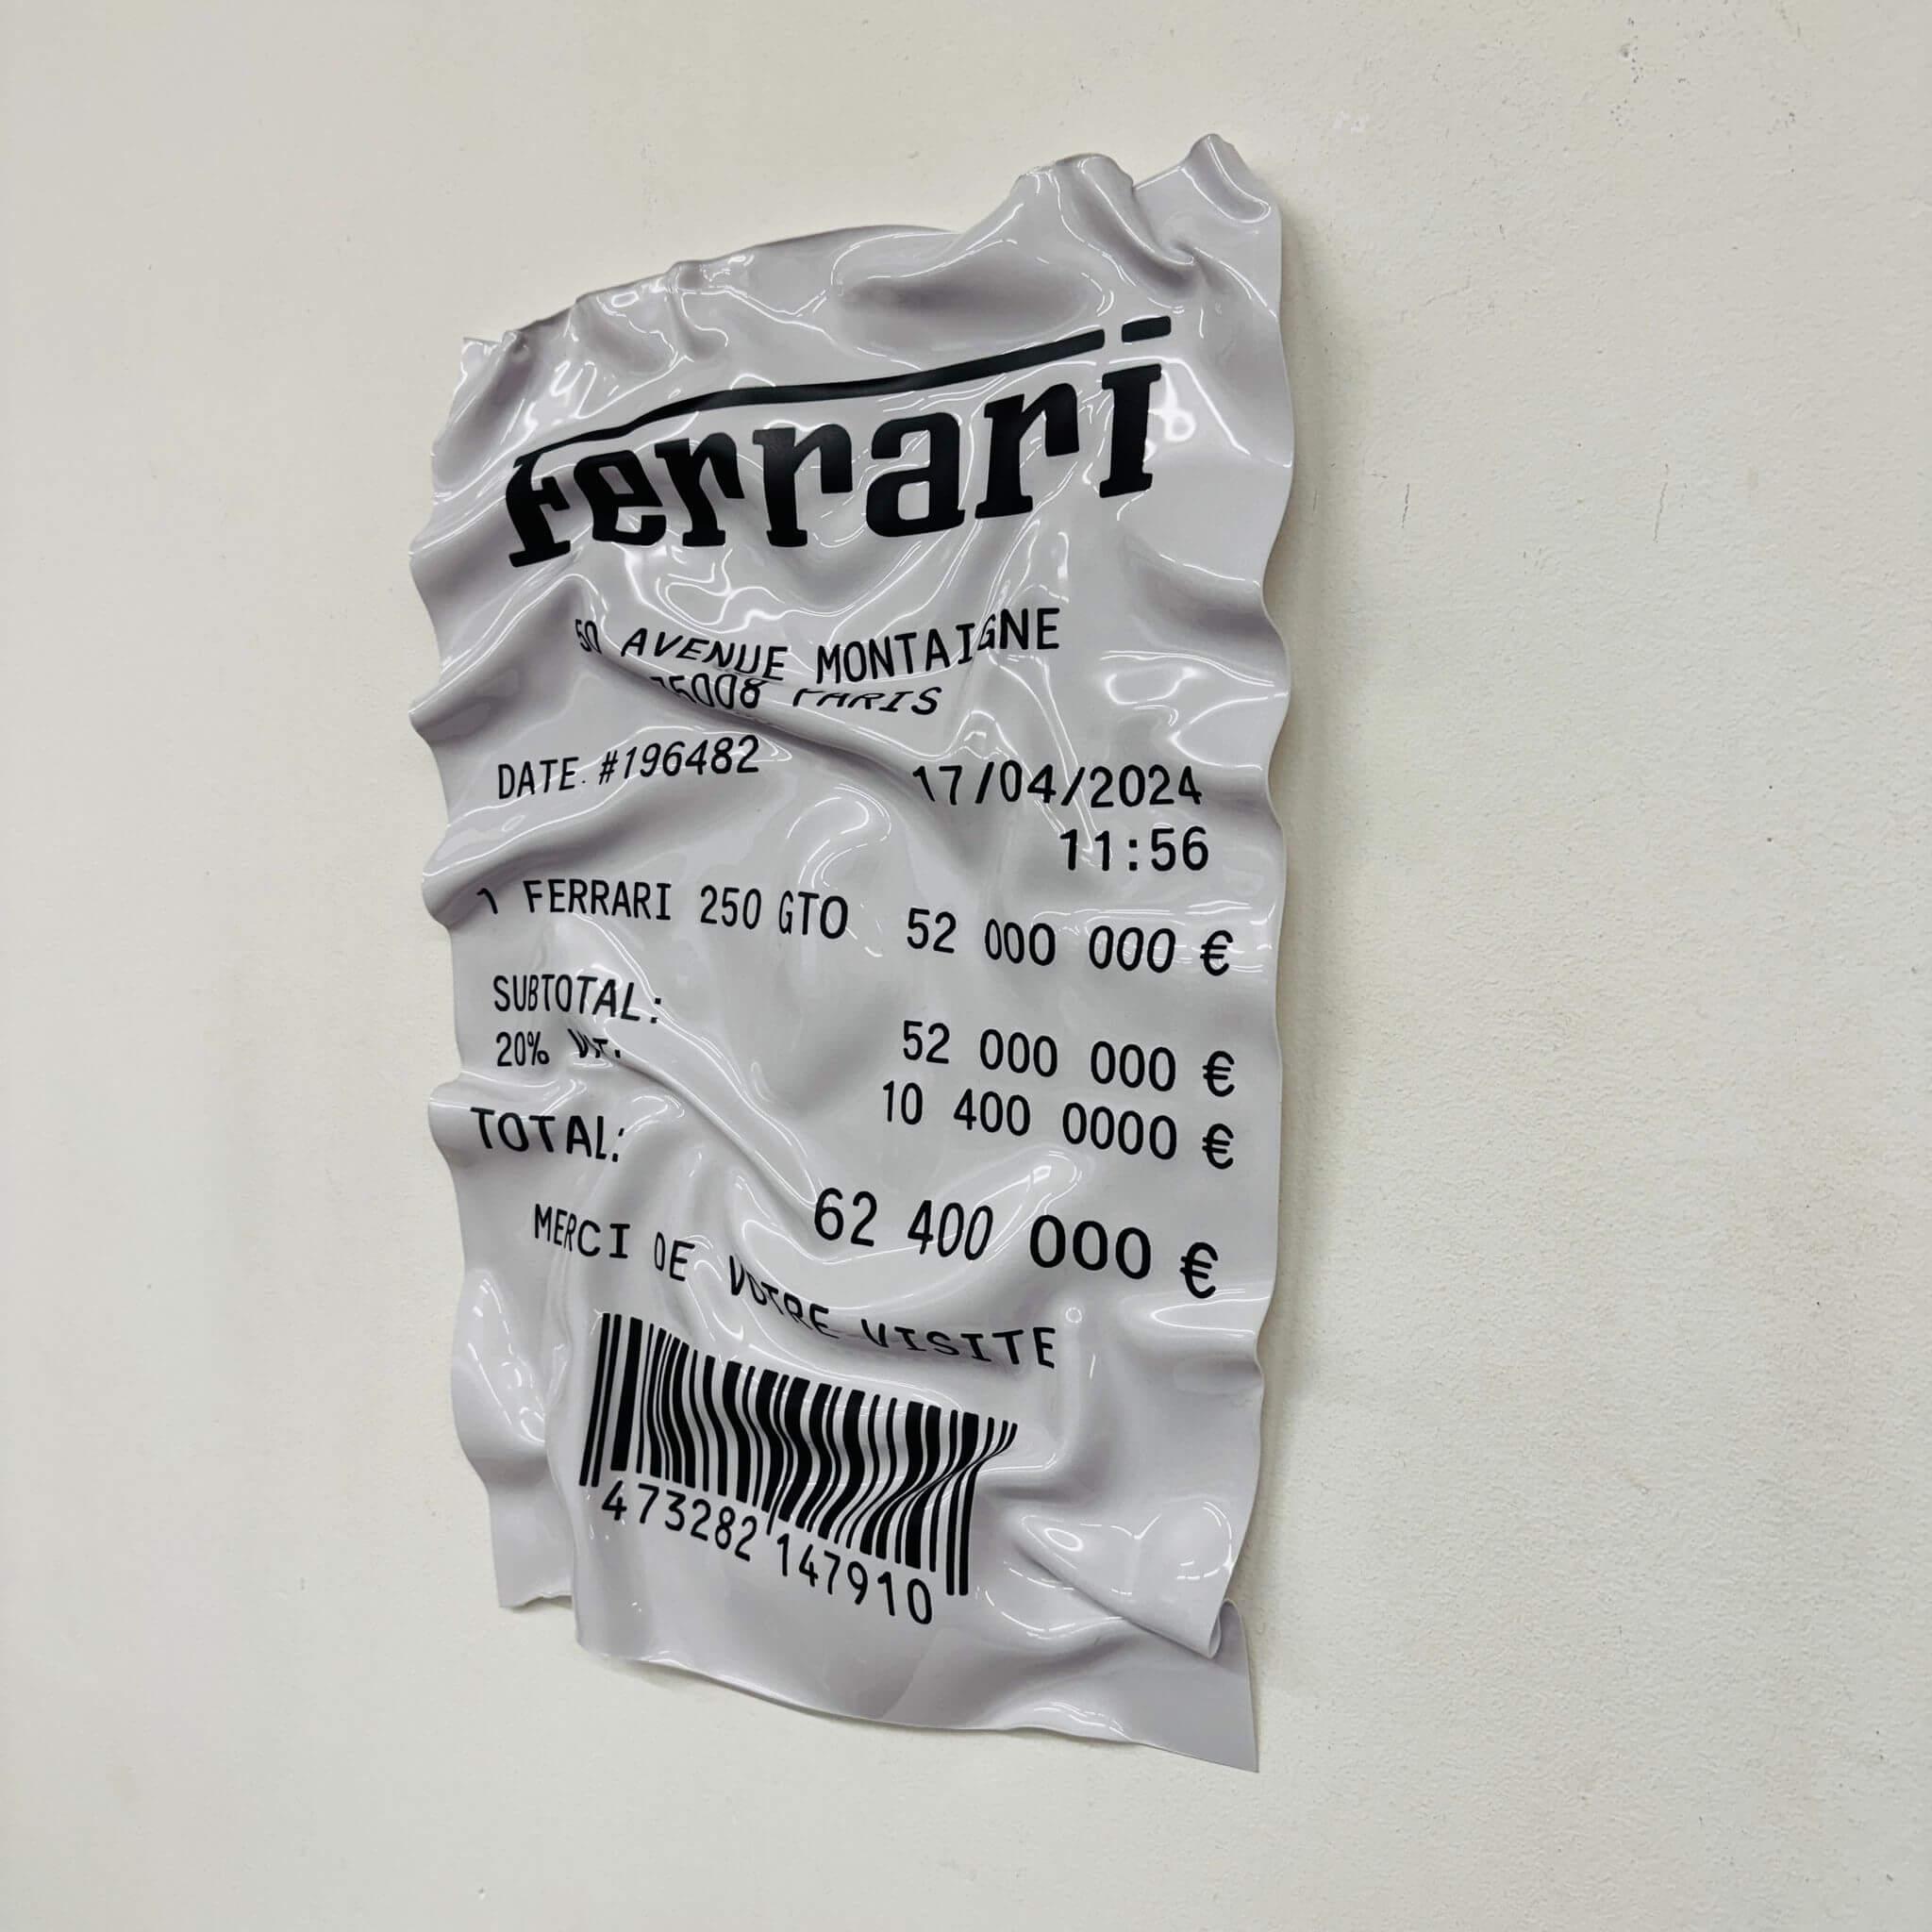 Ferrari
50 AVENUE MONTAIGNE
75008 PARIS
DATE. #196482 17/04/2024
11:56
1 FERRARI 250 GTO 52 000 000 €
SUBTOTAL:
52 000 000 €
20%
10 400 0000 €
TOTAL:
62 400 000 €
MERCI DE VOTRE VISITE
473282 147910